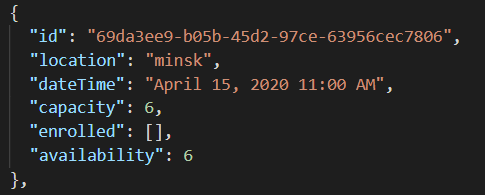 {
"id": "69da3ee9-b05b-45d2-97ce-63956cec7806",
"location": "minsk",
"dateTime": "April 15, 2020 11:00 AM",
"capacity": 6,
"enrolled": [],
"availability": 6
},